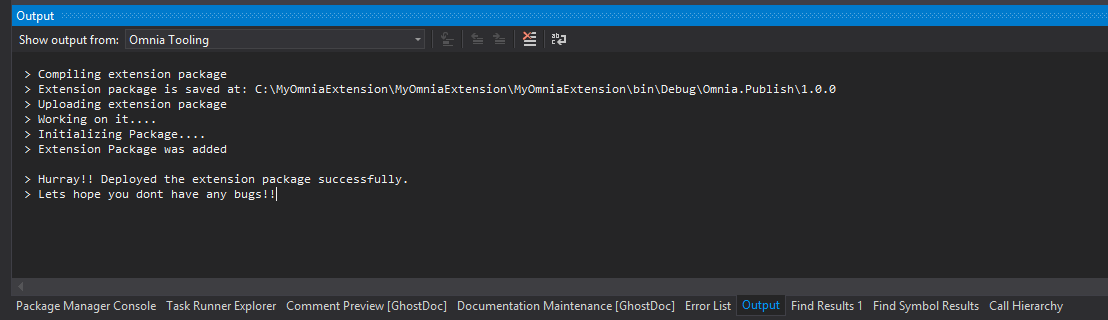 Output
Show output from: Omnia Tooling
> Compiling extension package
> Extension package is saved at: C:\MyOmniaExtension\MyOmniaExtension\MyOmniaExtension\bin\Debug\Omnia.Publish\1.0.0
> Uploading extension package
> Working on it....
> Initializing Package....
> Extension Package was added
> Hurray!! Deployed the extension package successfully.
> Lets hope you dont have any bugs!!
Package Manager Console Task Runner Explorer Comment Preview [GhostDoc] Documentation Maintenance [GhostDoc] Error List Output Find Results 1 Find Symbol Results Call Hierarchy